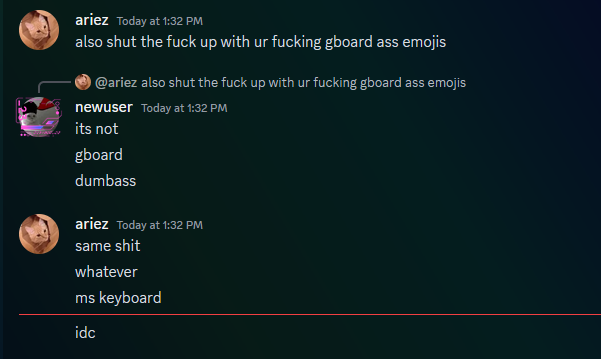 ariez Today at 1:32 PM
also shut the fuck up with ur fucking gboard ass emojis
@ariez also shut the fuck up with ur fucking gboard ass emojis
newuser Today at 1:32 PM
its not
gboard
dumbass
ariez Today at 1:32 PM
same shit
whatever
ms keyboard
idc